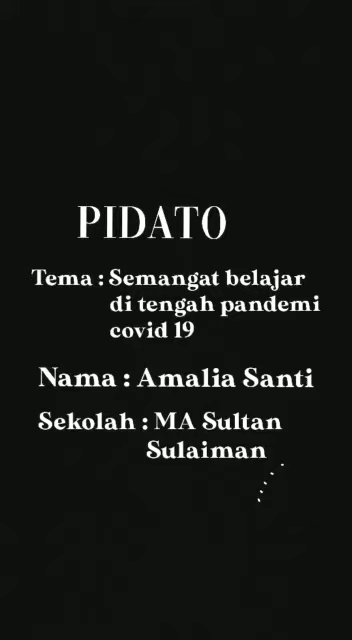 PIDATO
Tema : Semangat belajar
di tengah pandemi
covid 19
Nama : Amalia Santi
Sekolah : MA Sultan
Sulaiman